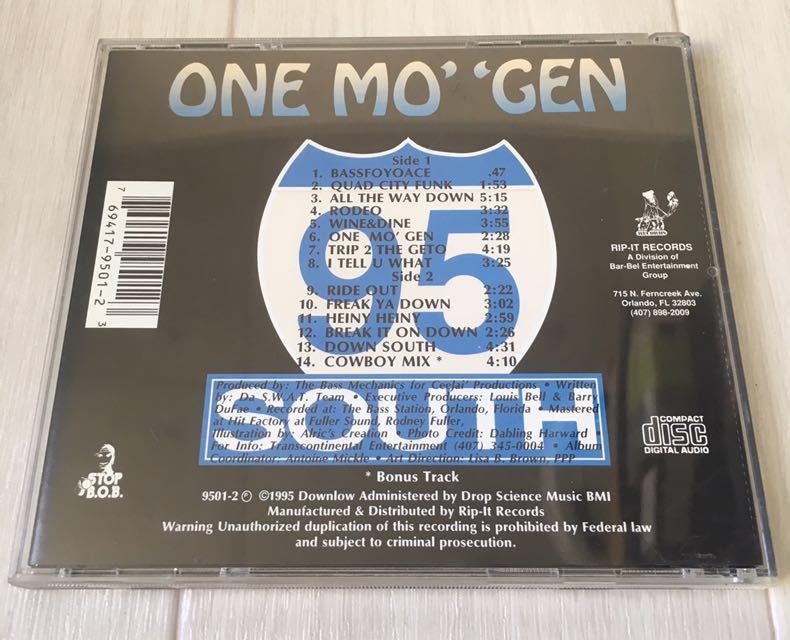 ONE MO' 'GEN
Side 1
1. BASSFOYOACE .47
2. QUAD CITY FUNK 1:53
3. ALL THE WAY DOWN 5:15
4. RODEO 3:32
5. WINE&DINE 3:55
6. ONE MO' GEN 2:28
7. TRIP 2 THE GETO 4:19
8. I TELL U WHAT 3:25
Side 2
9. RIDE OUT 2:22
10. FREAK YA DOWN 3:02
11. HEINY HEINY 2:59
12. BREAK IT ON DOWN 2:26
13. DOWN SOUTH 4:31
14. COWBOY MIX * 4:10
95
SOUTH
Produced by: The Bass Mechanics for Ceejai' Productions • Written
by: Da S.W.A.T. Team • Executive Producers: Louis Bell & Barry
DuFae • Recorded at: The Bass Station, Orlando, Florida • Mastered
at Hit Factory at Fuller Sound, Rodney Fuller,
Illustration by: Alric's Creation • Photo Credit: Dabling Harward •
For Info: Transcontinental Entertainment (407) 345-0004 • Album
Coordinator: Antoine Mickle • Art Direction: Lisa B. Brown, PPP
* Bonus Track
9501-2 ℗ ©1995 Downlow Administered by Drop Science Music BMI
Manufactured & Distributed by Rip-It Records
Warning Unauthorized duplication of this recording is prohibited by Federal law
and subject to criminal prosecution.
7 69417-9501-2 3
STOP
B.O.B.
RIP-IT RECORDS
A Division of
Bar-Bel Entertainment
Group
715 N. Ferncreek Ave.
Orlando, FL 32803
(407) 898-2009
COMPACT
disc
DIGITAL AUDIO